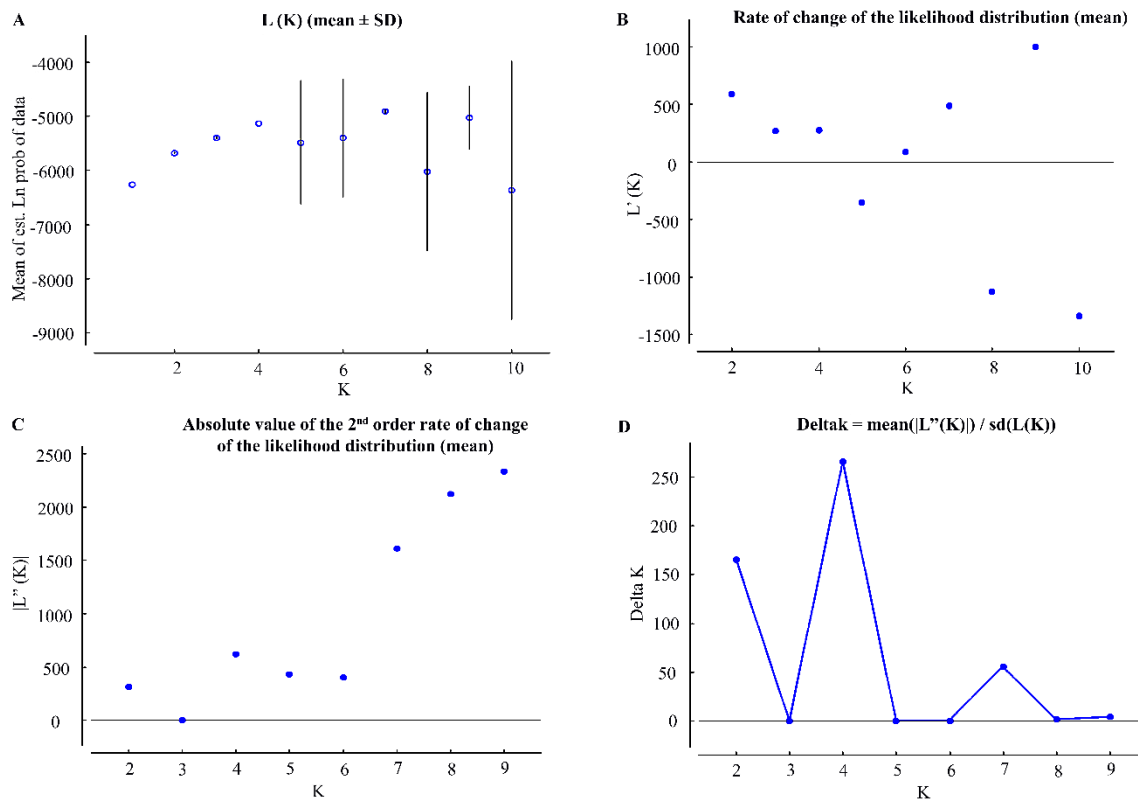 A
L (K) (mean ± SD)
Mean of est. Ln prob of data
-4000
-5000
-6000
-7000
-8000
-9000
2
4
6
8
10
K
B
Rate of change of the likelihood distribution (mean)
L' (K)
1000
500
0
-500
-1000
-1500
2
4
6
8
10
K
C
Absolute value of the 2nd order rate of change
of the likelihood distribution (mean)
|L” (K)|
2500
2000
1500
1000
500
0
2
3
4
5
6
7
8
9
K
D
Deltak = mean(|L”(K)|) / sd(L(K))
Delta K
250
200
150
100
50
0
2
3
4
5
6
7
8
9
K